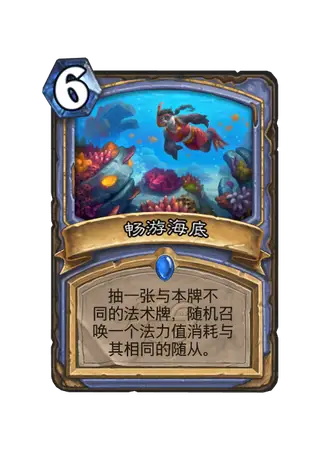 6
畅游海底
抽一张与本牌不
同的法术牌，随机召
唤一个法力值消耗与
其相同的随从。